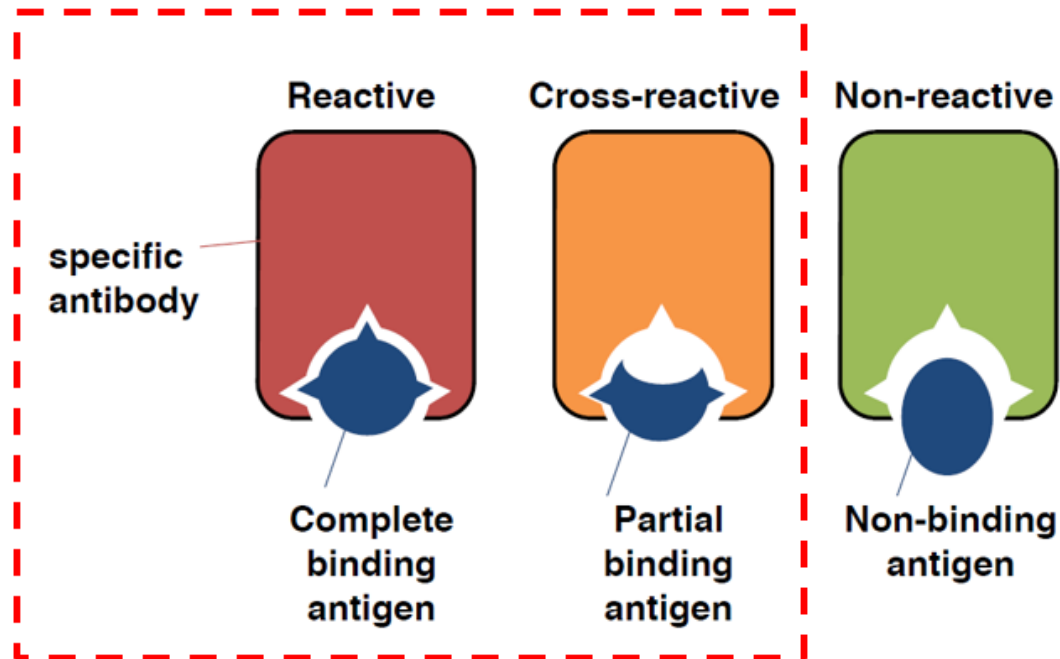 Reactive
Cross-reactive
Non-reactive
specific
antibody
Complete
binding
antigen
Partial
binding
antigen
Non-binding
antigen